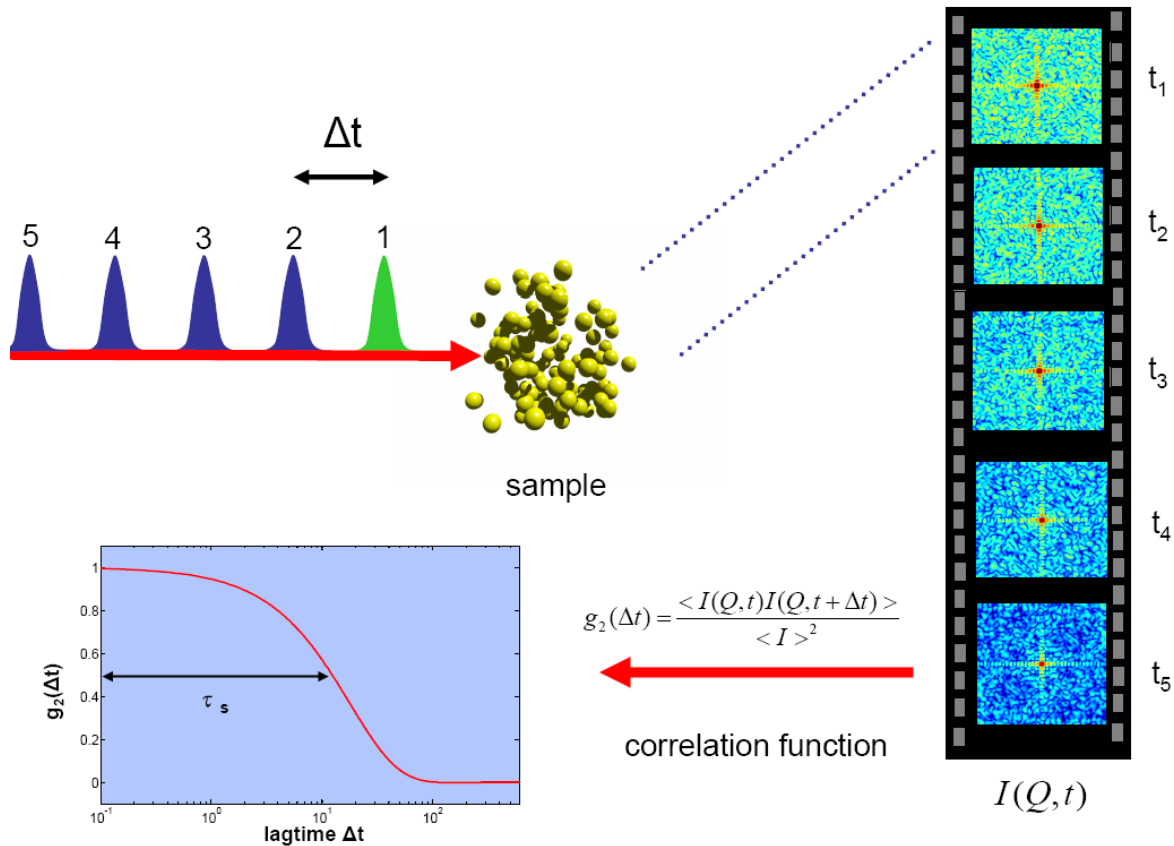 Δt
5 4 3 2 1
sample
t1
t2
t3
t4
t5
I(Q,t)
g2(Δt) = <I(Q,t)I(Q,t+Δt)> / <I>²
correlation function
g₂(Δt)
1
0.8
0.6
0.4
0.2
0
τ s
10⁻¹ 10⁰ 10¹ 10²
lagtime Δt